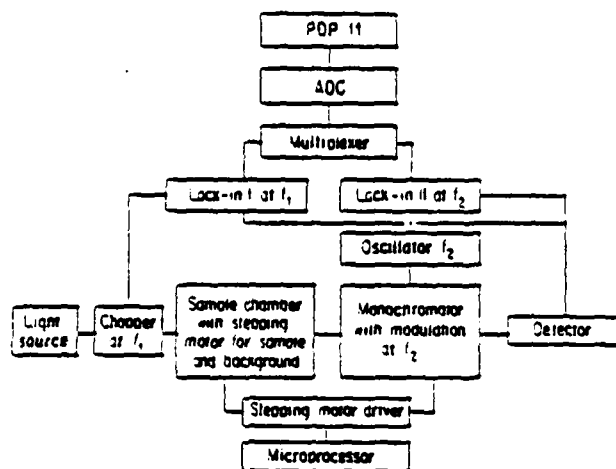 PDP 11
ADC
Multiplexer
Lock-in I at f₁
Lock-in II at f₂
Oscillator f₂
Light
source
Chopper
at f₁
Sample chamber
with stepping
motor for sample
and background
Monochromator
with modulation
at f₂
Detector
Stepping motor driver
Microprocessor